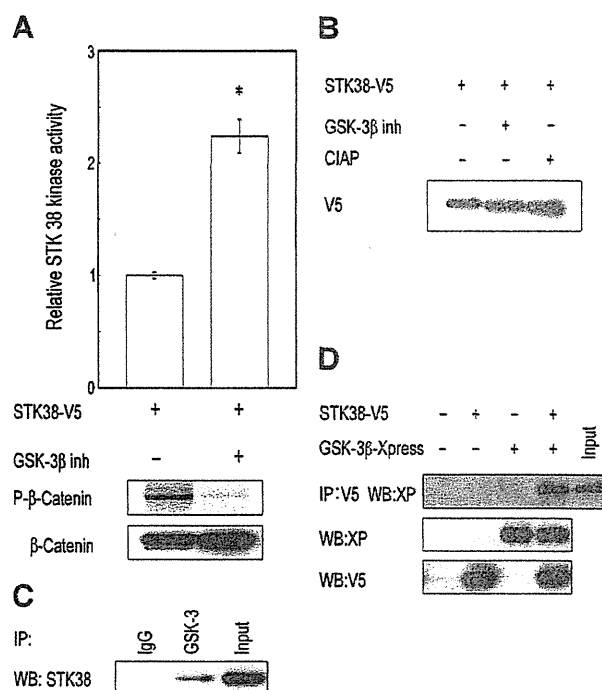 A
Relative STK 38 kinase activity
3
2
1
0
*
STK38-V5 + +
GSK-3β inh - +
P-β-Catenin
β-Catenin
B
STK38-V5 + + +
GSK-3β inh - + -
CIAP - - +
V5
C
IP: IgG GSK-3 Input
WB: STK38
D
STK38-V5 - + - +
GSK-3β-Xpress - - + + Input
IP:V5 WB:XP
WB:XP
WB:V5